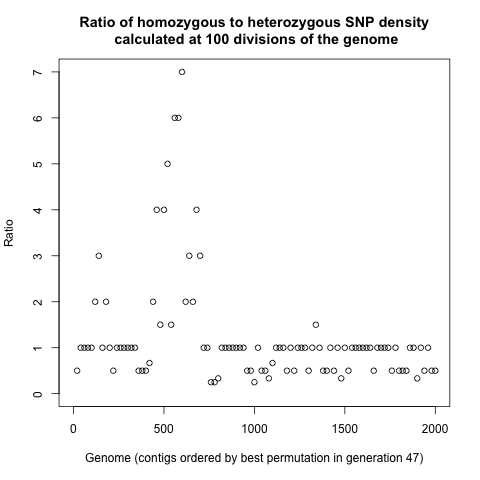 Ratio of homozygous to heterozygous SNP density
calculated at 100 divisions of the genome
7
6
5
4
3
2
1
0
Ratio
0 500 1000 1500 2000
Genome (contigs ordered by best permutation in generation 47)